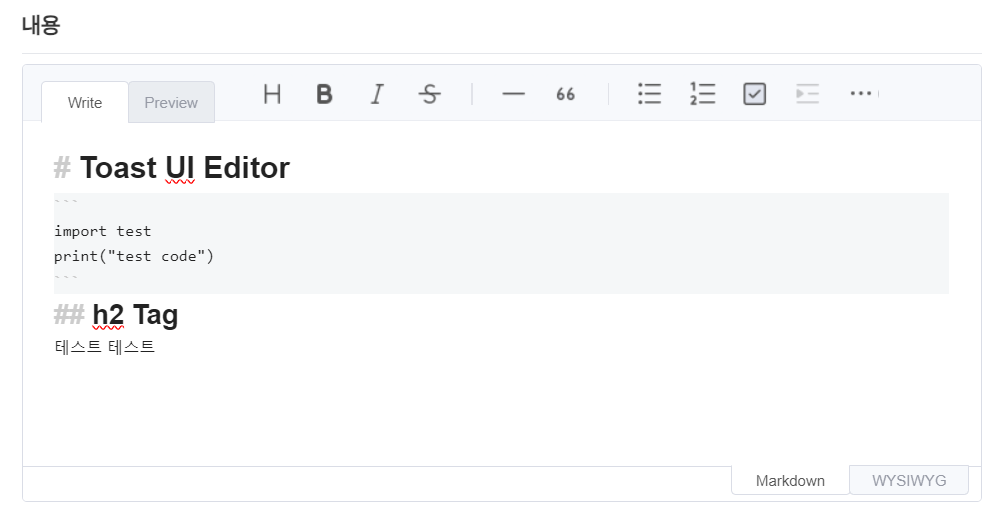 내용
Write Preview H B I S — 66 ...
# Toast UI Editor
```
import test
print("test code")
```
## h2 Tag
테스트 테스트
Markdown WYSIWYG